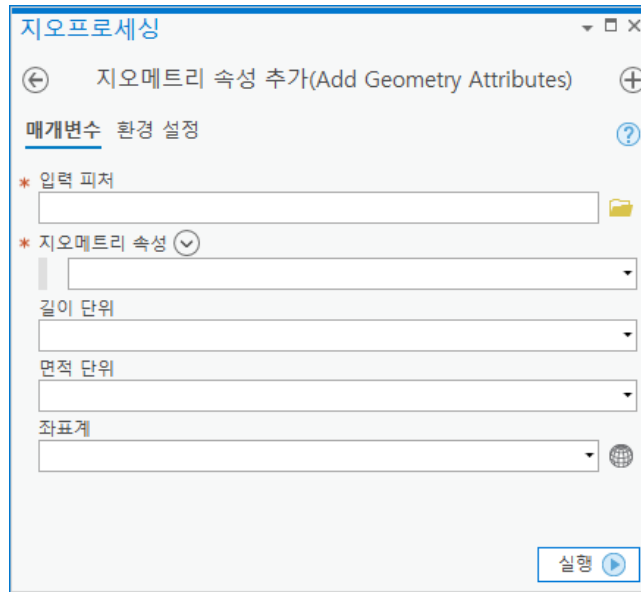 지오프로세싱
지오메트리 속성 추가(Add Geometry Attributes)
매개변수 환경 설정
* 입력 피처
* 지오메트리 속성
길이 단위
면적 단위
좌표계
실행